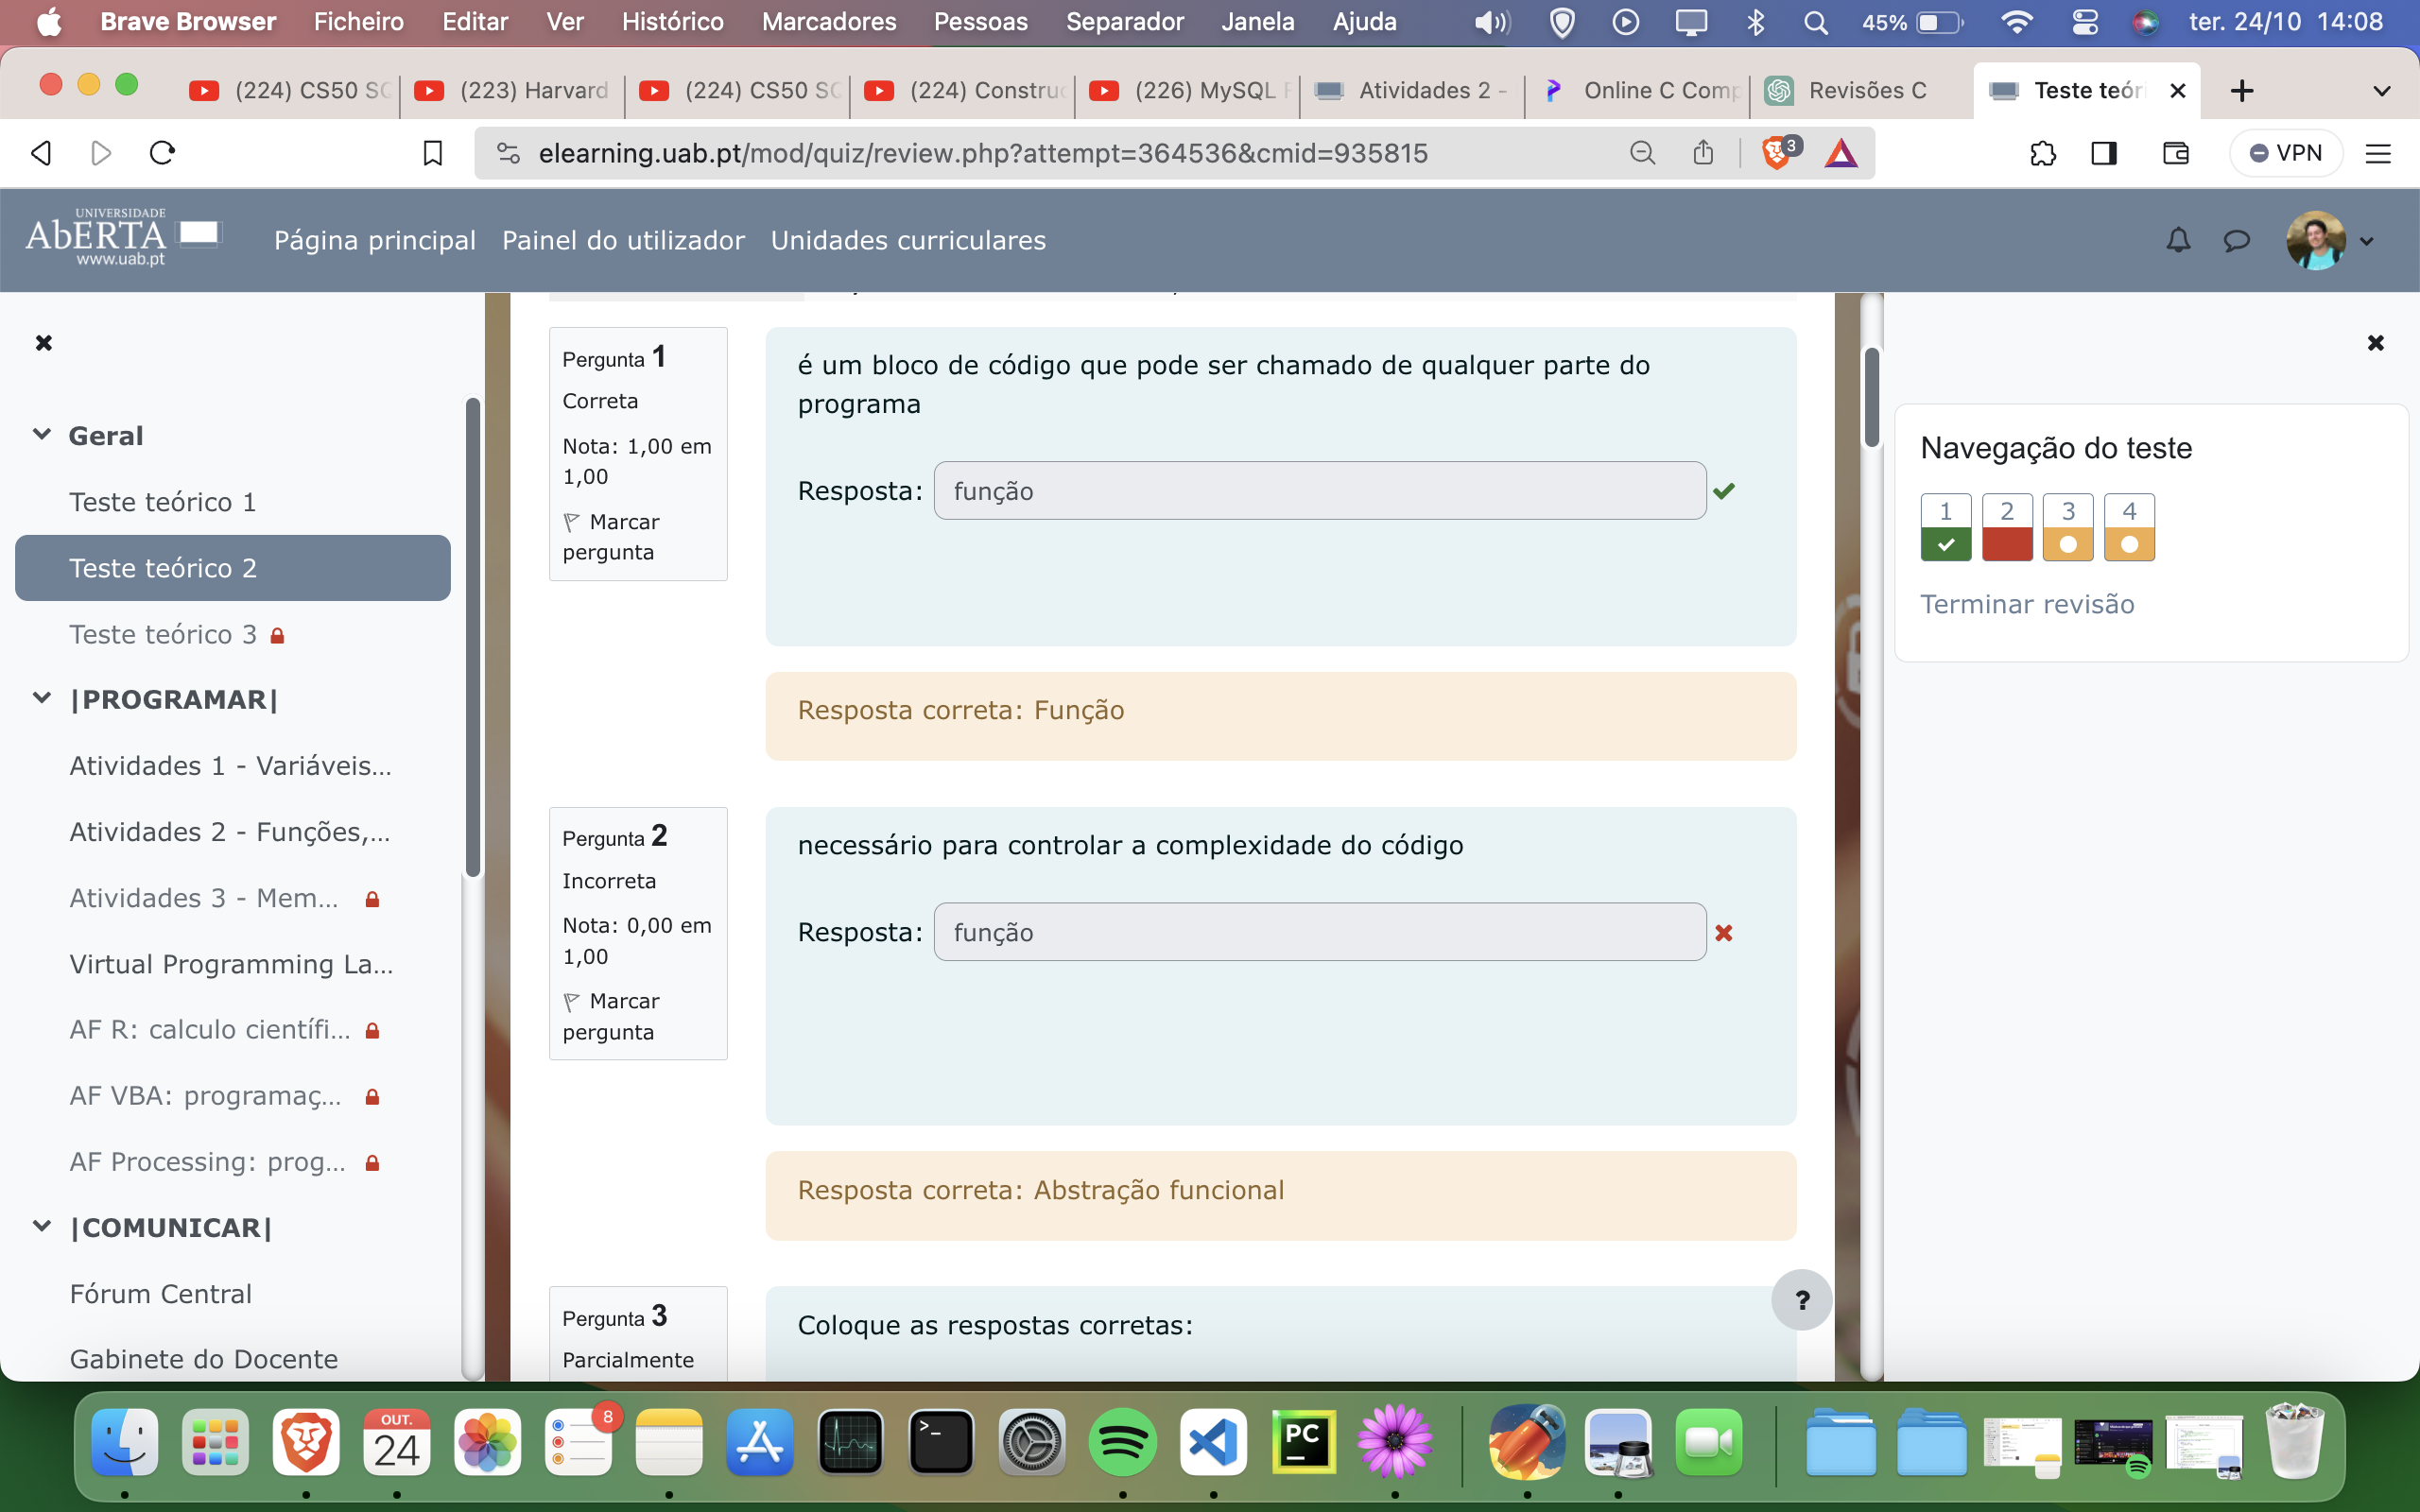 Brave Browser Ficheiro Editar Ver Histórico Marcadores Pessoas Separador Janela Ajuda 45% ter. 24/10 14:08
(224) CS50 SQ (223) Harvard (224) CS50 SQ (224) Construc (226) MySQL Atividades 2 - Online C Comp Revisões C Teste teór
elearning.uab.pt/mod/quiz/review.php?attempt=364536&cmid=935815 3 VPN
UNIVERSIDADE
AbERTA
www.uab.pt
Página principal Painel do utilizador Unidades curriculares
Geral
Teste teórico 1
Teste teórico 2
Teste teórico 3
|PROGRAMAR|
Atividades 1 - Variáveis...
Atividades 2 - Funções,...
Atividades 3 - Mem...
Virtual Programming La...
AF R: calculo científi...
AF VBA: programaç...
AF Processing: prog...
|COMUNICAR|
Fórum Central
Gabinete do Docente
Pergunta 1
Correta
Nota: 1,00 em
1,00
Marcar
pergunta
é um bloco de código que pode ser chamado de qualquer parte do
programa
Resposta: função
Resposta correta: Função
Pergunta 2
Incorreta
Nota: 0,00 em
1,00
Marcar
pergunta
necessário para controlar a complexidade do código
Resposta: função
Resposta correta: Abstração funcional
Pergunta 3
Parcialmente
Coloque as respostas corretas:
?
Navegação do teste
1 2 3 4
Terminar revisão
OUT.
24
8
>_
PC